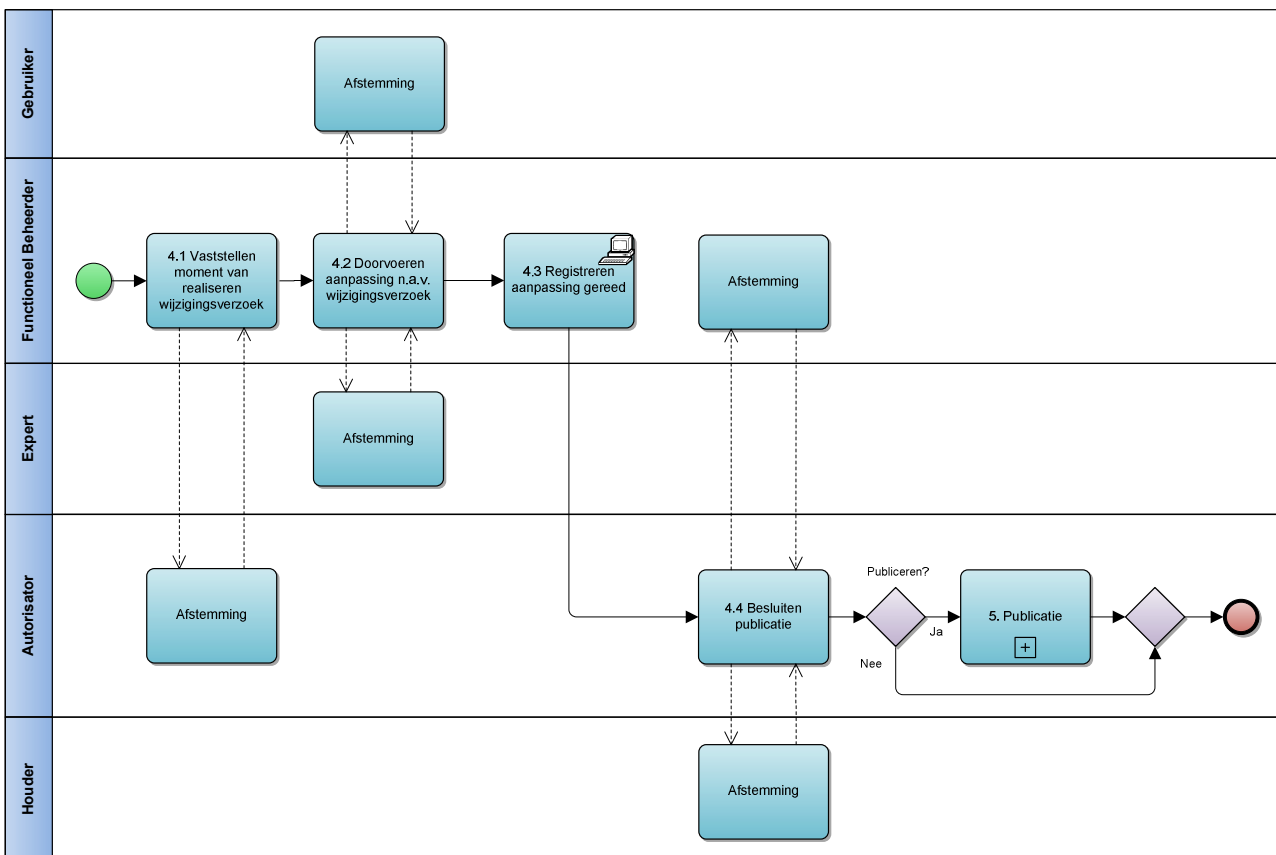 Gebruiker
Afstemming
Functioneel Beheerder
4.1 Vaststellen
moment van
realiseren
wijzigingsverzoek
4.2 Doorvoeren
aanpassing n.a.v.
wijzigingsverzoek
4.3 Registreren
aanpassing gereed
Afstemming
Expert
Afstemming
Autorisator
Afstemming
4.4 Besluiten
publicatie
Publiceren?
Ja
Nee
5. Publicatie
Houder
Afstemming